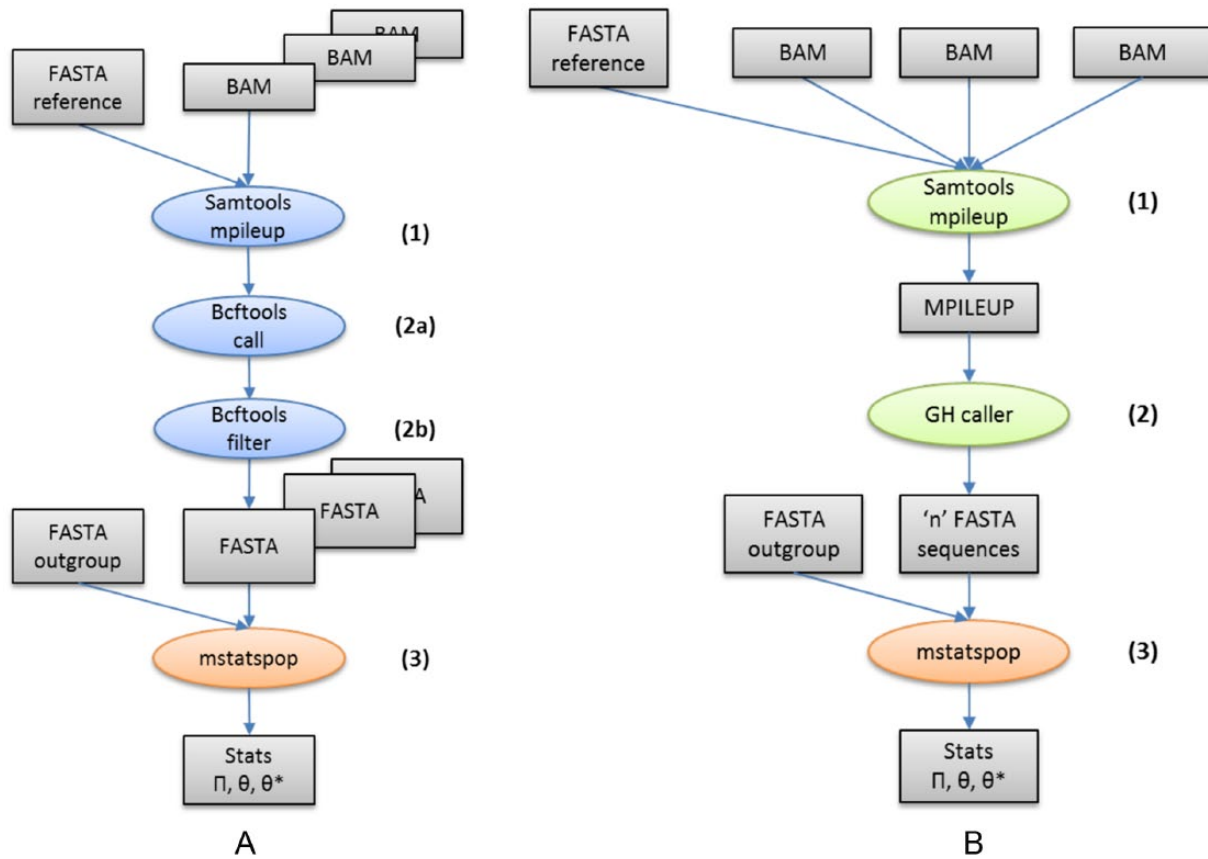 FASTA
reference
BAM
BAM
BAM
Samtools
mpileup
(1)
Bcftools
call
(2a)
Bcftools
filter
(2b)
FASTA
outgroup
FASTA
FASTA
A
mstatspop
(3)
Stats
Π, θ, θ*
A
FASTA
reference
BAM
BAM
BAM
Samtools
mpileup
(1)
MPILEUP
GH caller
(2)
FASTA
outgroup
‘n’ FASTA
sequences
mstatspop
(3)
Stats
Π, θ, θ*
B